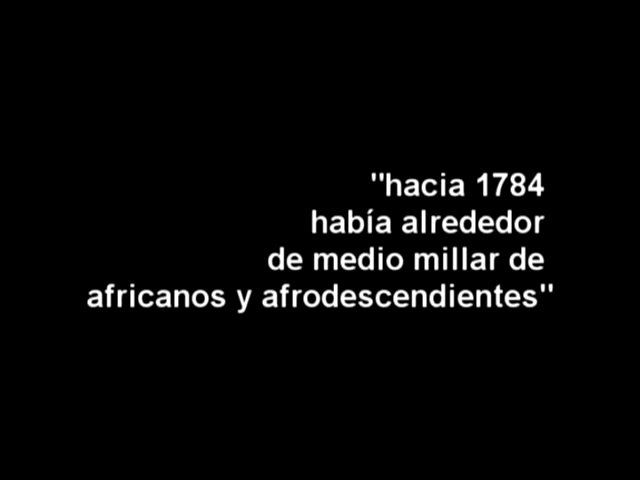 "hacia 1784
había alrededor
de medio millar de
africanos y afrodescendientes"